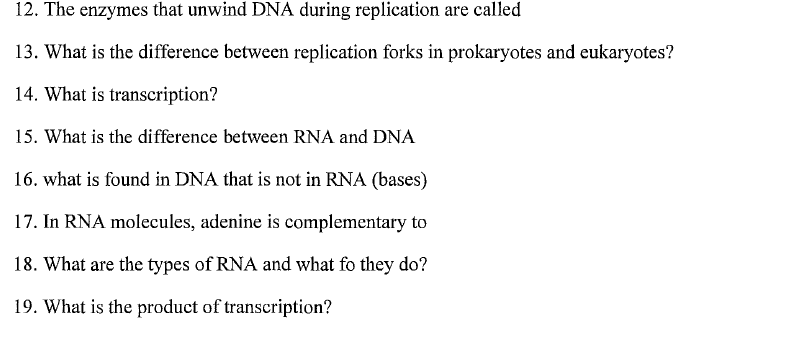 12. The enzymes that unwind DNA during replication are called
13. What is the difference between replication forks in prokaryotes and eukaryotes?
14. What is transcription?
15. What is the difference between RNA and DNA
16. what is found in DNA that is not in RNA (bases)
17. In RNA molecules, adenine is complementary to
18. What are the types of RNA and what fo they do?
19. What is the product of transcription?